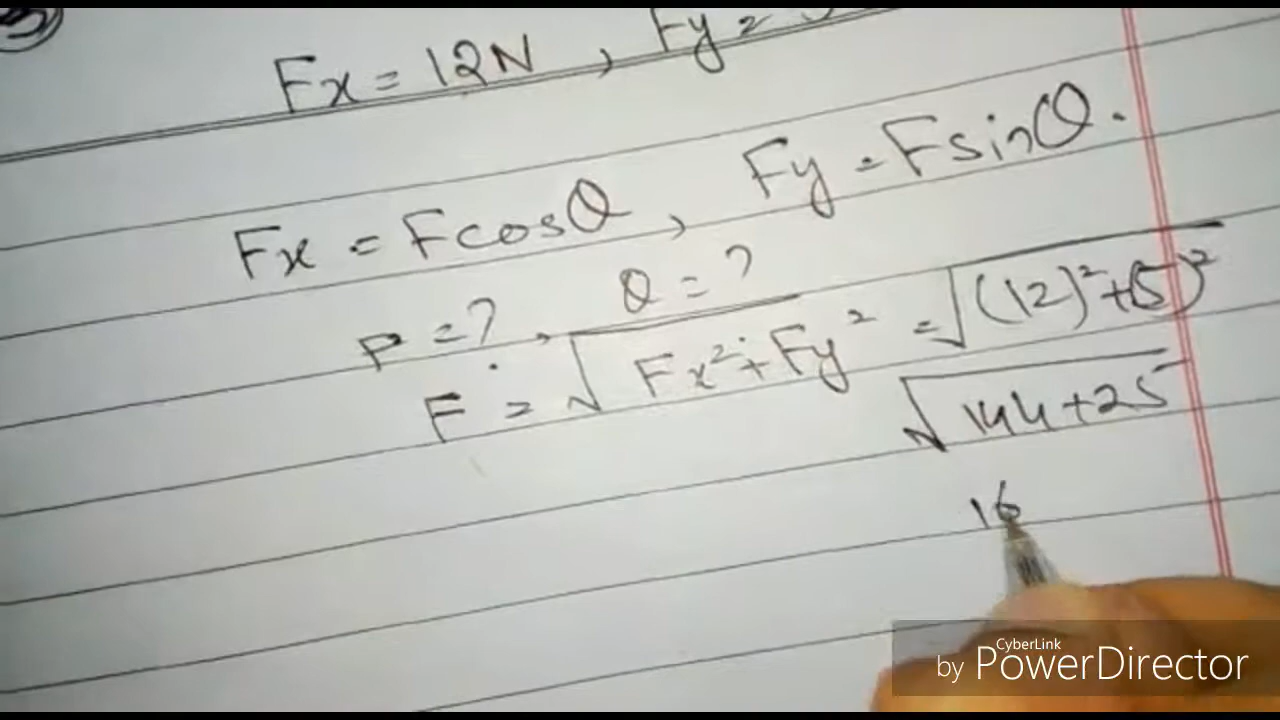 3
Fx = 12N , Fy =
Fx = Fcosθ , Fy = Fsinθ.
F = ? , θ = ?
F = √Fx²+Fy² = √(12)²+(5)²
√144+25
16
CyberLink
by PowerDirector